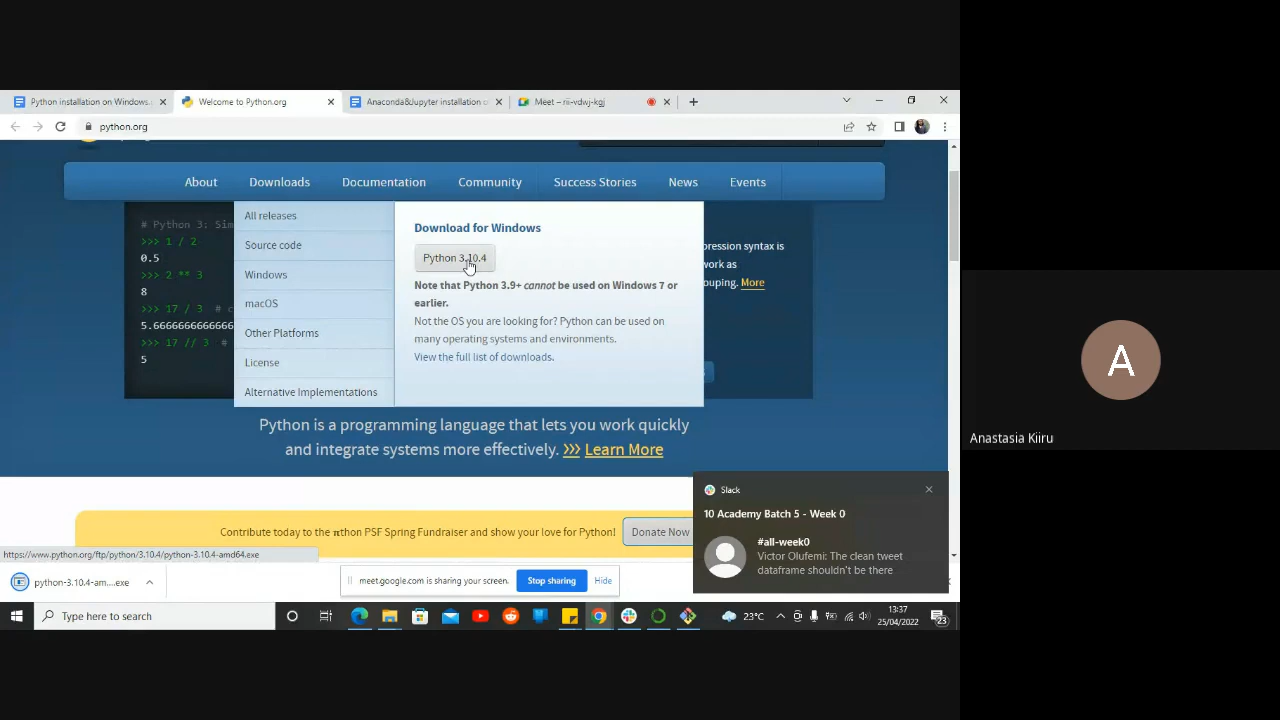 Python installation on Windows.
Welcome to Python.org
Anaconda&Jupyter installation o
Meet – rii-vdwj-kgj
python.org
About
Downloads
Documentation
Community
Success Stories
News
Events
# Python 3: Sim
>>> 1 / 2
0.5
>>> 2 ** 3
8
>>> 17 / 3 # c
5.6666666666666
>>> 17 // 3 #
5
All releases
Source code
Windows
macOS
Other Platforms
License
Alternative Implementations
Download for Windows
Python 3.10.4
Note that Python 3.9+ cannot be used on Windows 7 or
earlier.
Not the OS you are looking for? Python can be used on
many operating systems and environments.
View the full list of downloads.
pression syntax is
work as
ouping. More
Python is a programming language that lets you work quickly
and integrate systems more effectively. >>> Learn More
Contribute today to the πthon PSF Spring Fundraiser and show your love for Python!
Donate Now
https://www.python.org/ftp/python/3.10.4/python-3.10.4-amd64.exe
python-3.10.4-am....exe
meet.google.com is sharing your screen.
Stop sharing
Hide
Slack
10 Academy Batch 5 - Week 0
#all-week0
Victor Olufemi: The clean tweet
dataframe shouldn't be there
Type here to search
23°C
13:37
25/04/2022
23
A
Anastasia Kiiru